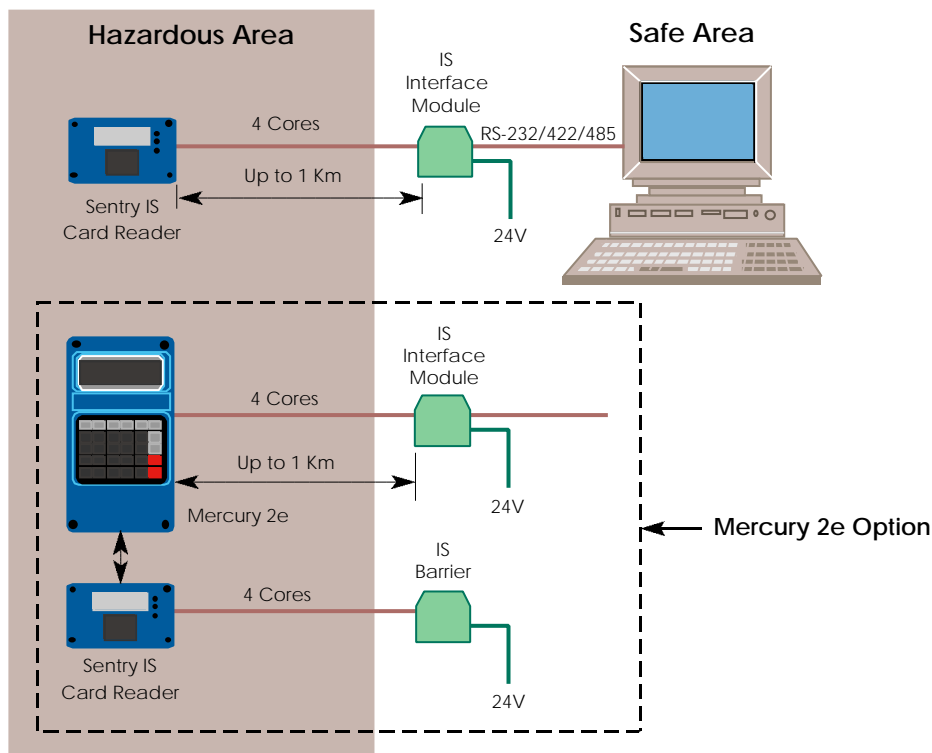 Hazardous Area
Safe Area
IS
Interface
Module
4 Cores
RS-232/422/485
Up to 1 Km
Sentry IS
Card Reader
24V
IS
Interface
Module
4 Cores
Up to 1 Km
24V
Mercury 2e
Mercury 2e Option
IS
Barrier
4 Cores
Sentry IS
Card Reader
24V